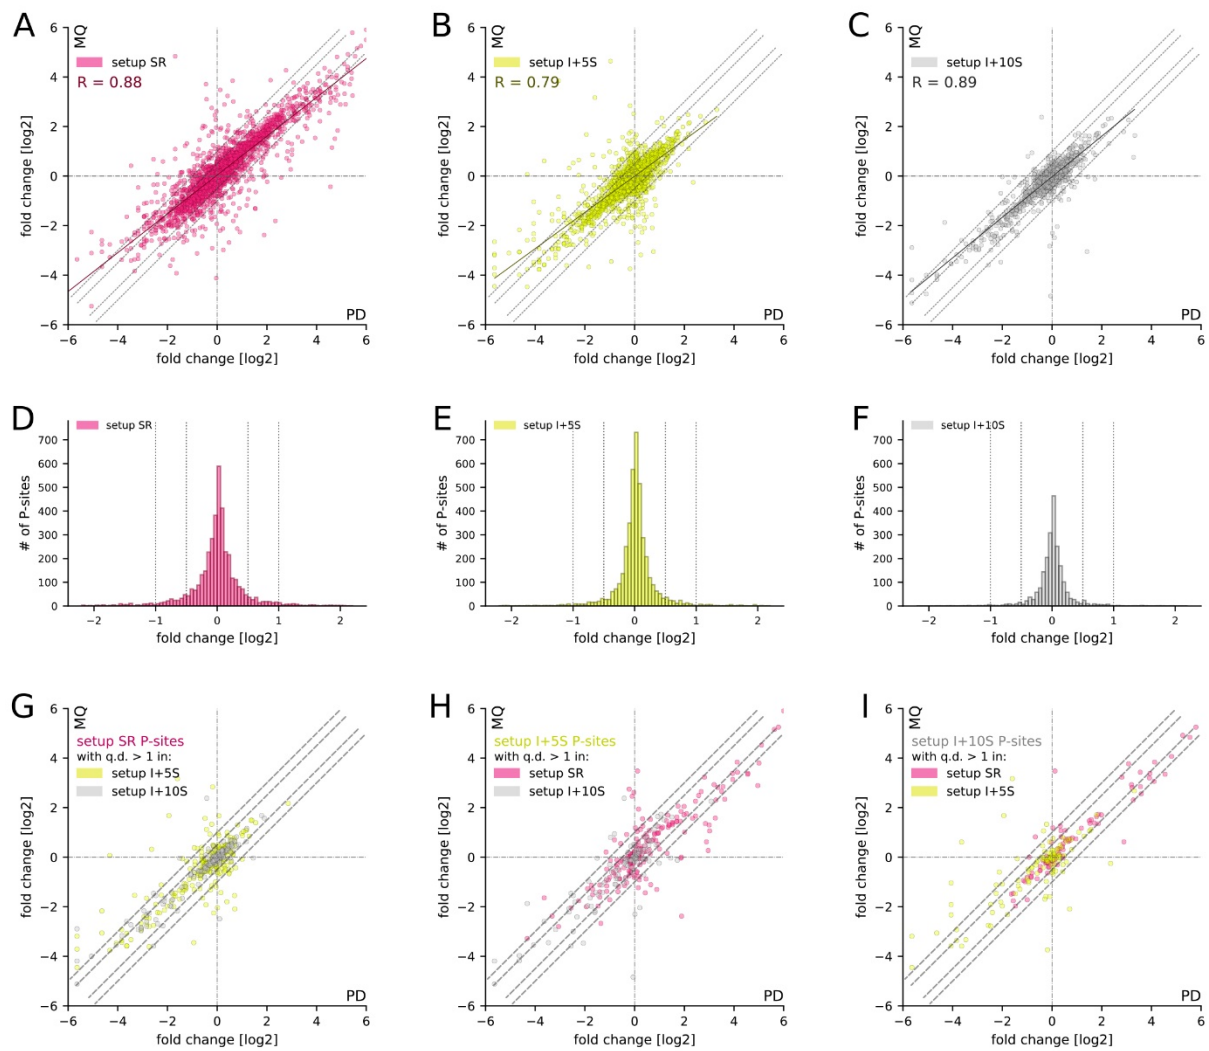 A
MQ
setup SR
R = 0.88
6
4
2
0
−2
−4
−6
fold change [log2]
PD
−6 −4 −2 0 2 4 6
fold change [log2]
B
MQ
setup I+5S
R = 0.79
6
4
2
0
−2
−4
−6
fold change [log2]
PD
−6 −4 −2 0 2 4 6
fold change [log2]
C
MQ
setup I+10S
R = 0.89
6
4
2
0
−2
−4
−6
fold change [log2]
PD
−6 −4 −2 0 2 4 6
fold change [log2]
D
setup SR
700
600
500
400
300
200
100
0
# of P-sites
−2 −1 0 1 2
fold change [log2]
E
setup I+5S
700
600
500
400
300
200
100
0
# of P-sites
−2 −1 0 1 2
fold change [log2]
F
setup I+10S
700
600
500
400
300
200
100
0
# of P-sites
−2 −1 0 1 2
fold change [log2]
G
MQ
setup SR P-sites
with q.d. > 1 in:
setup I+5S
setup I+10S
6
4
2
0
−2
−4
−6
fold change [log2]
PD
−6 −4 −2 0 2 4 6
fold change [log2]
H
MQ
setup I+5S P-sites
with q.d. > 1 in:
setup SR
setup I+10S
6
4
2
0
−2
−4
−6
fold change [log2]
PD
−6 −4 −2 0 2 4 6
fold change [log2]
I
MQ
setup I+10S P-sites
with q.d. > 1 in:
setup SR
setup I+5S
6
4
2
0
−2
−4
−6
fold change [log2]
PD
−6 −4 −2 0 2 4 6
fold change [log2]